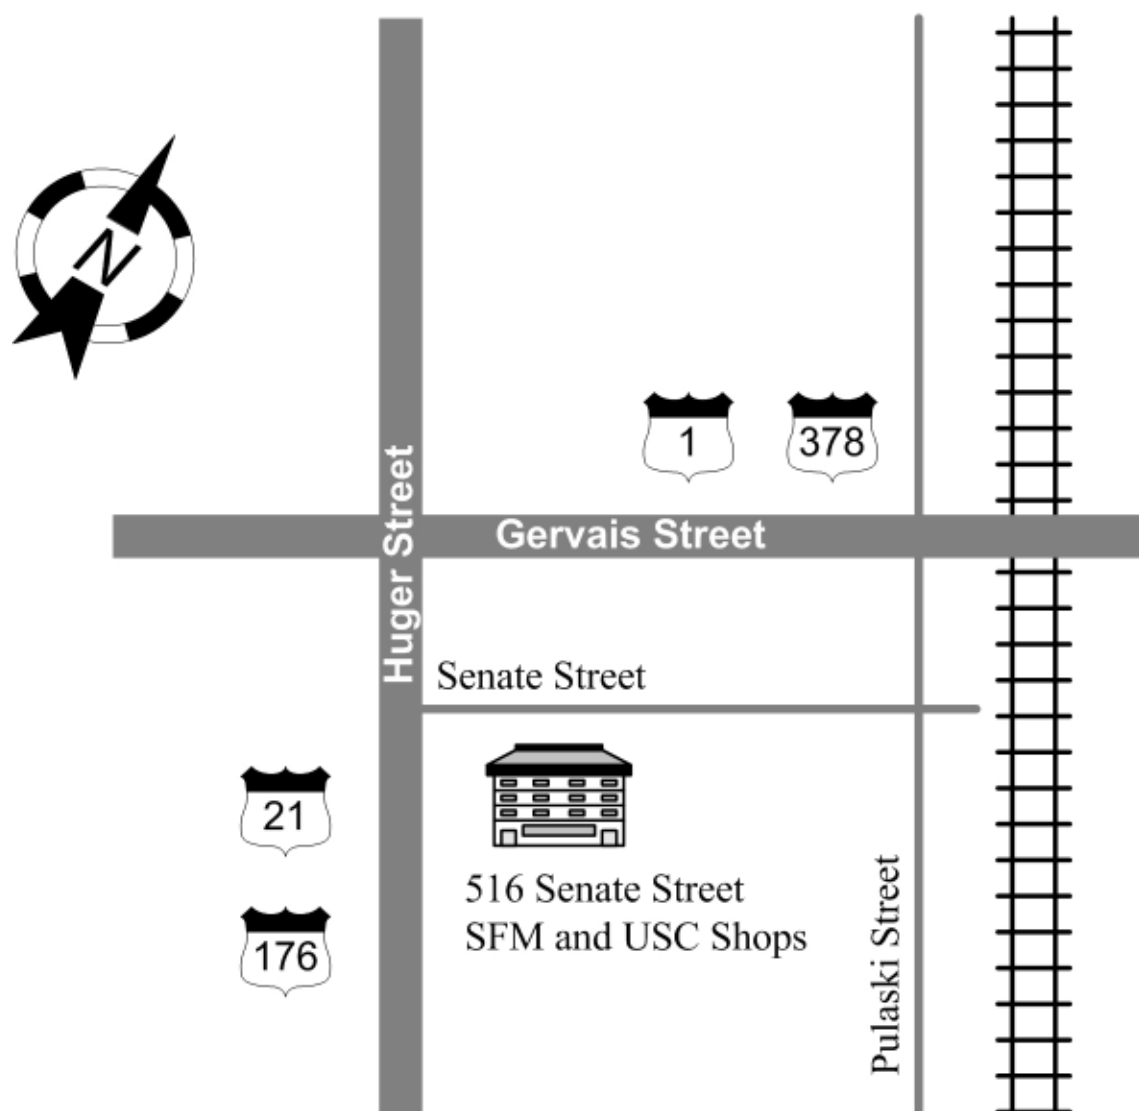 N
1
378
Huger Street
Gervais Street
Senate Street
21
516 Senate Street
SFM and USC Shops
176
Pulaski Street